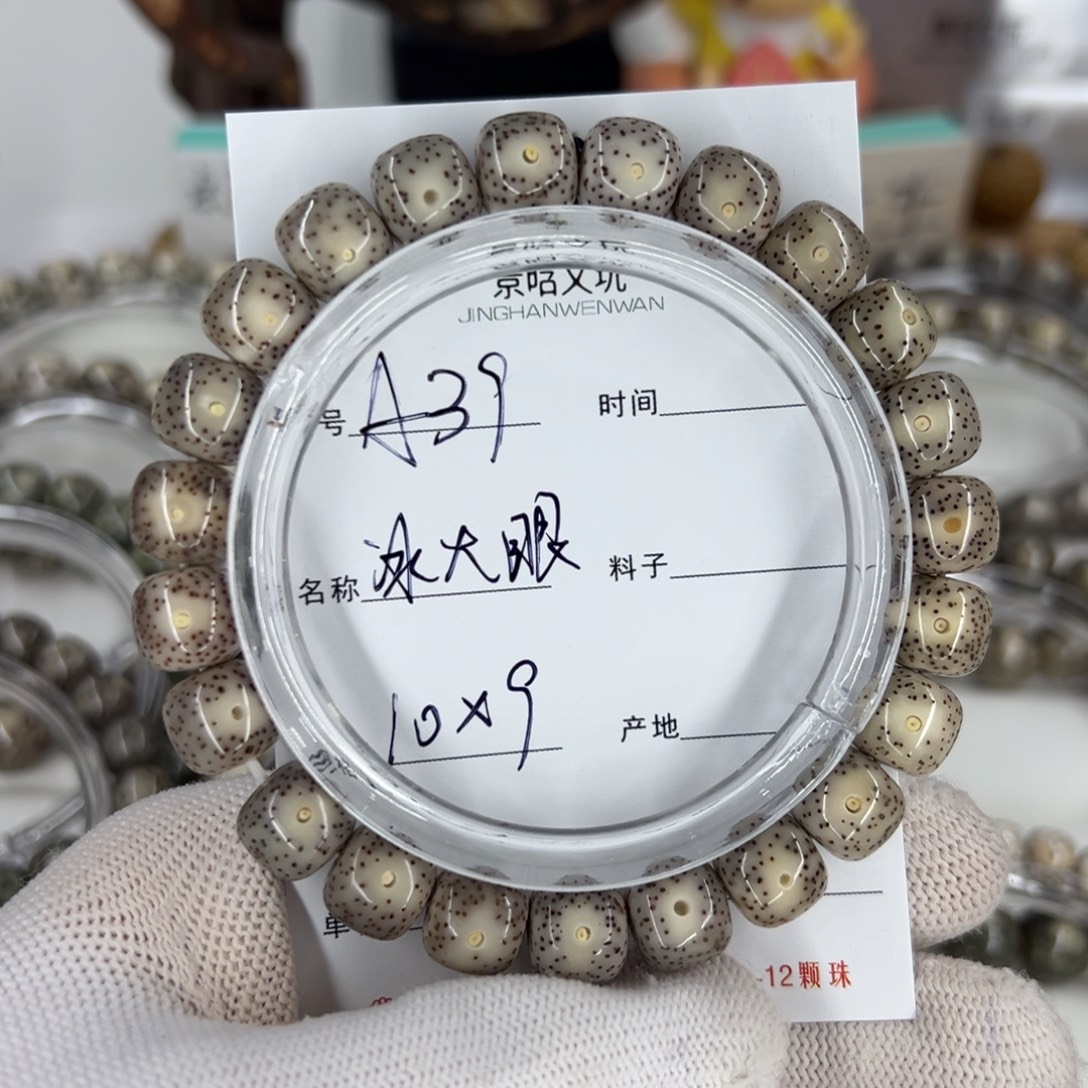 京晗文玩
JINGHANWENWAN
号 A39 时间
名称 冰大眼 料子
10×9 产地
单
-12颗珠